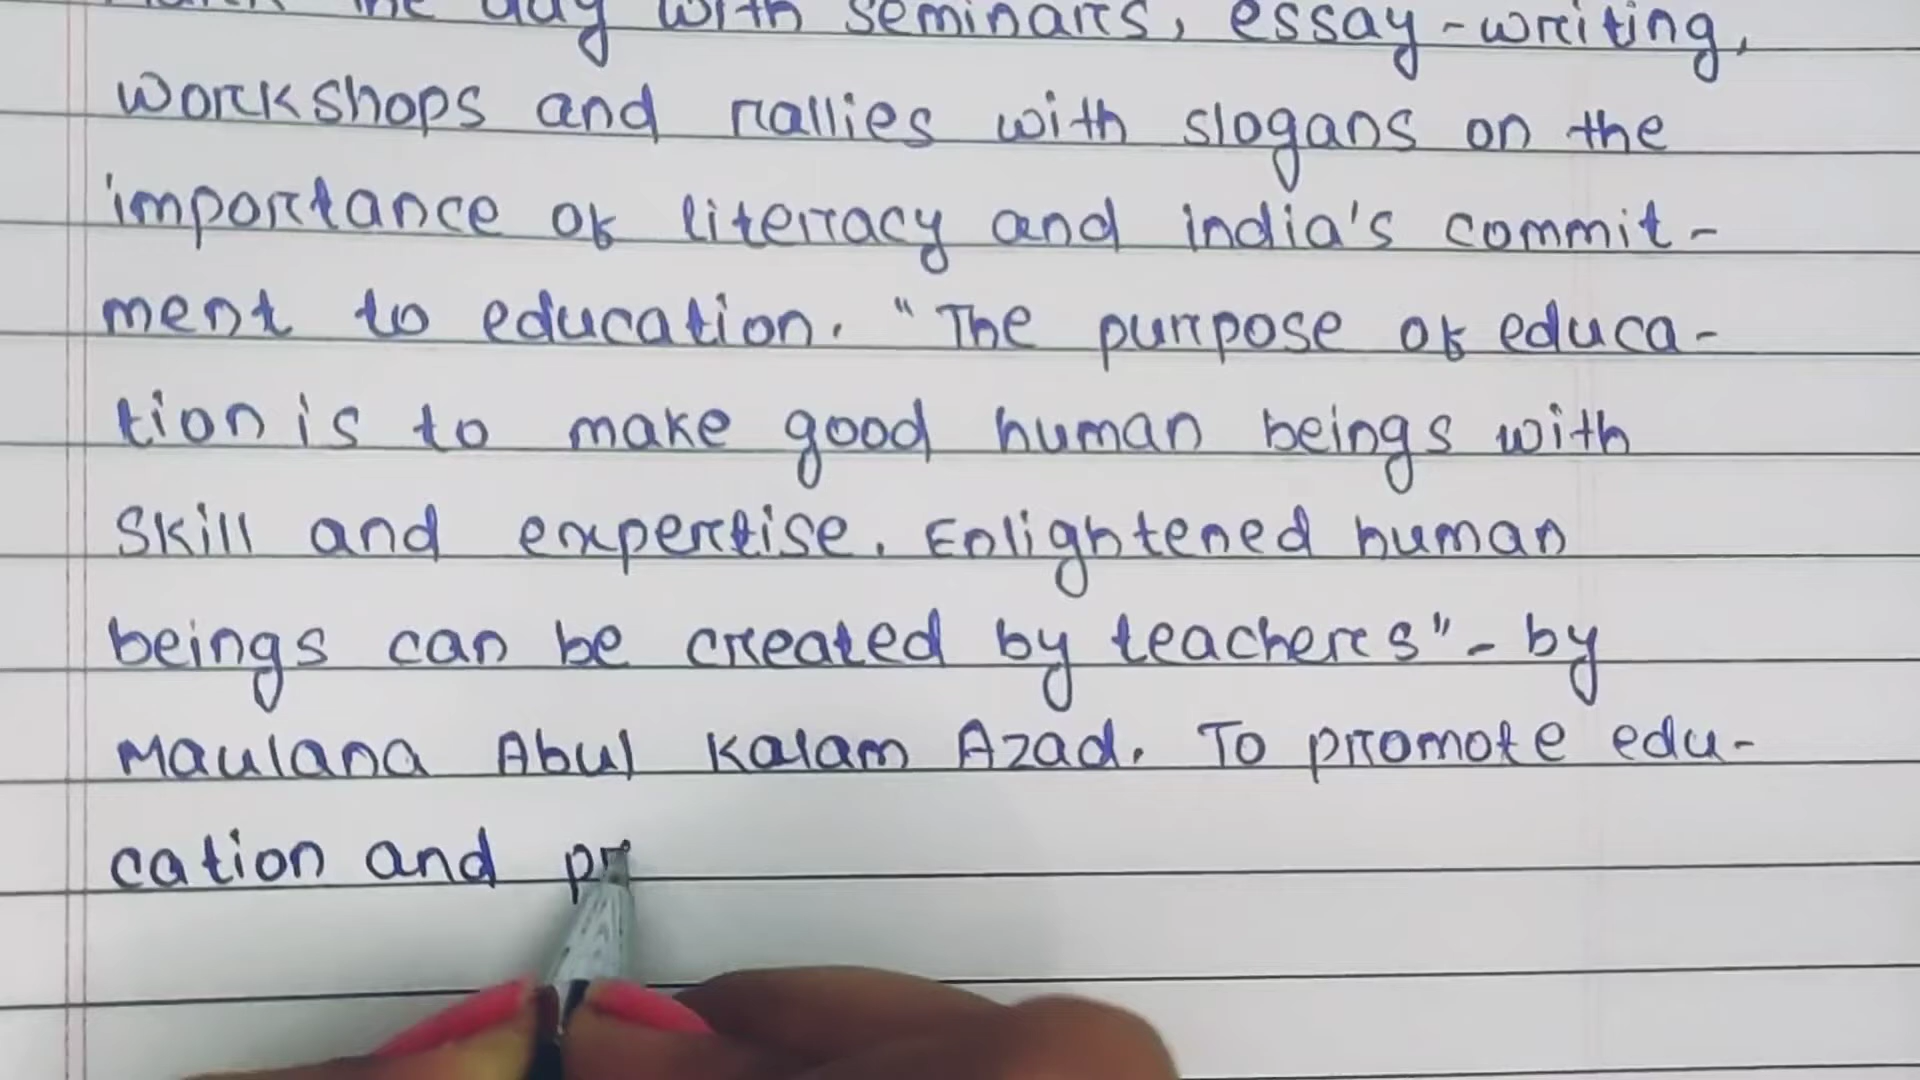 the day with seminars, essay-writing,
workshops and rallies with slogans on the
importance of literacy and india's commit-
ment to education. "The purpose of educa-
tion is to make good human beings with
skill and expertise. Enlightened human
beings can be created by teachers" - by
Maulana Abul Kalam Azad. To promote edu-
cation and pr